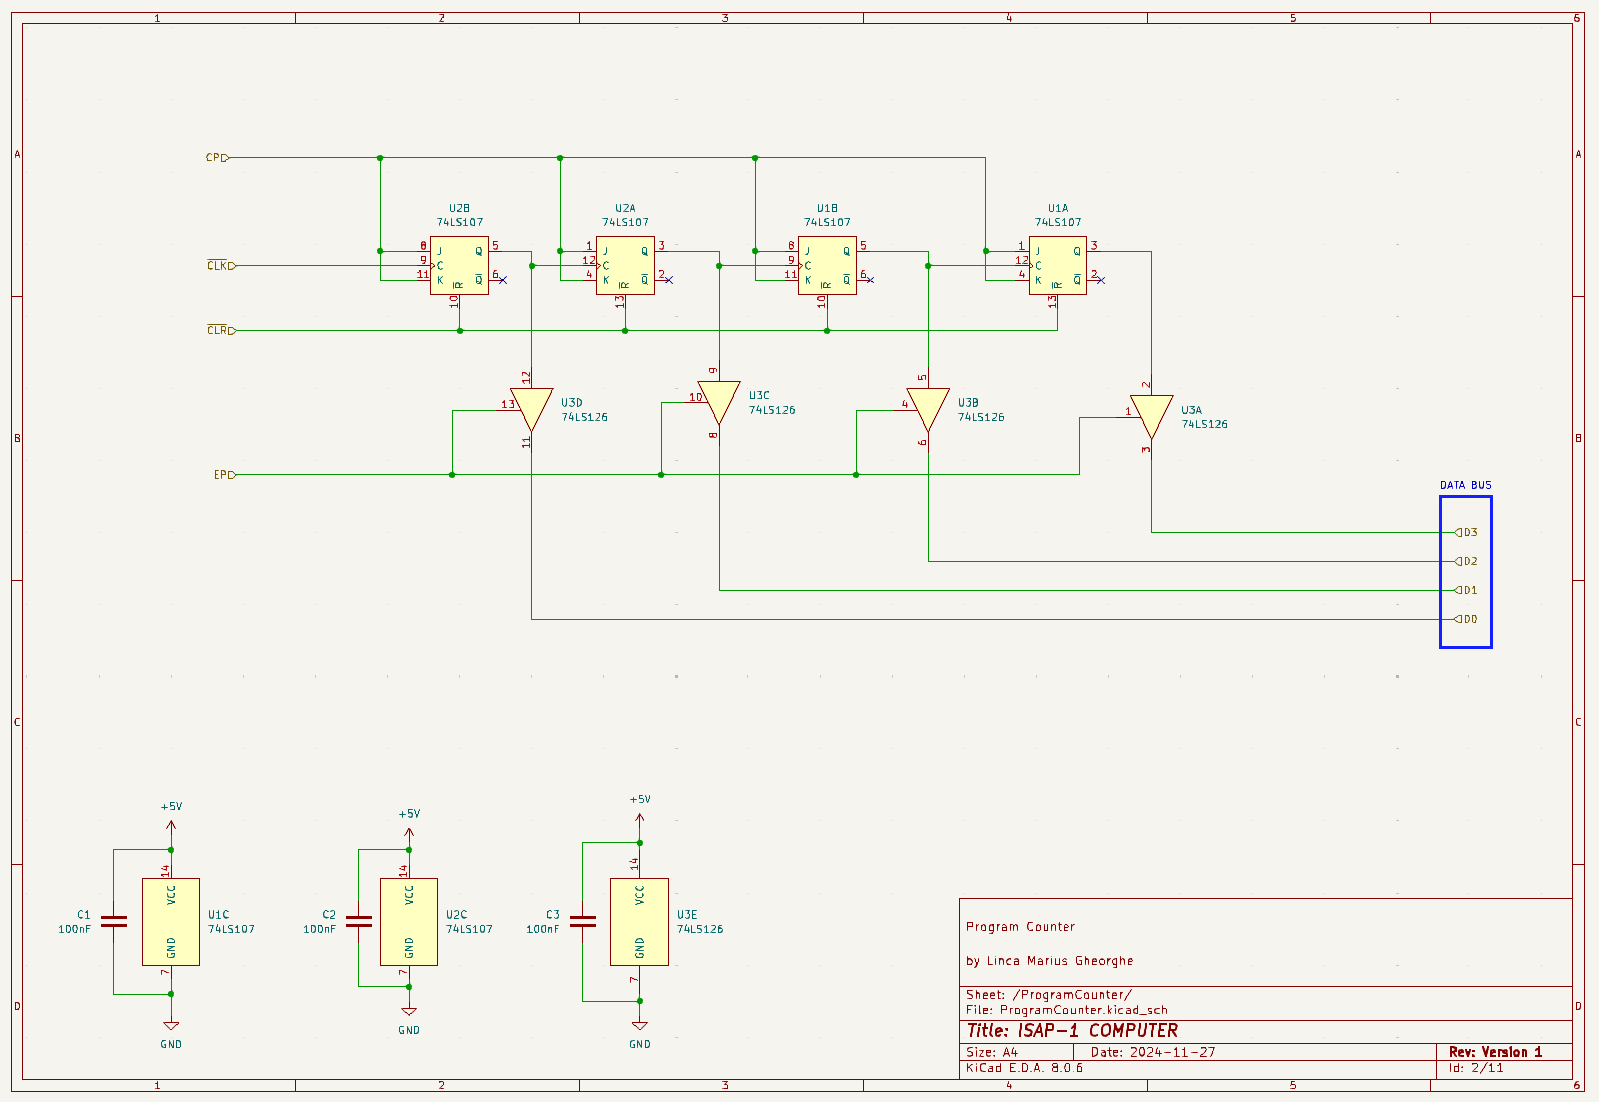 1 2 3 4 5 6
A A
CP
U2B U2A U1B U1A
74LS107 74LS107 74LS107 74LS107
8 J Q 5 1 J Q 3 8 J Q 5 1 J Q 3
CLK 9 C 12 C 9 C 12 C
11 K Q 6 4 K Q 2 11 K Q 6 4 K Q 2
R R R R
10 13 10 13
CLR
12 9 5 2
13 U3D 10 U3C 4 U3B 1 U3A
74LS126 74LS126 74LS126 74LS126
11 8 6 3
B B
EP
DATA BUS
D3
D2
D1
D0
C C
+5V +5V +5V
14 14 14
VCC VCC VCC
C1 U1C C2 U2C C3 U3E
100nF 74LS107 100nF 74LS107 100nF 74LS126
GND GND GND
7 7 7
GND GND GND
D D
Program Counter
by Linca Marius Gheorghe
Sheet: /ProgramCounter/
File: ProgramCounter.kicad_sch
Title: ISAP-1 COMPUTER
Size: A4 Date: 2024-11-27 Rev: Version 1
KiCad E.D.A. 8.0.6 Id: 2/11
1 2 3 4 5 6